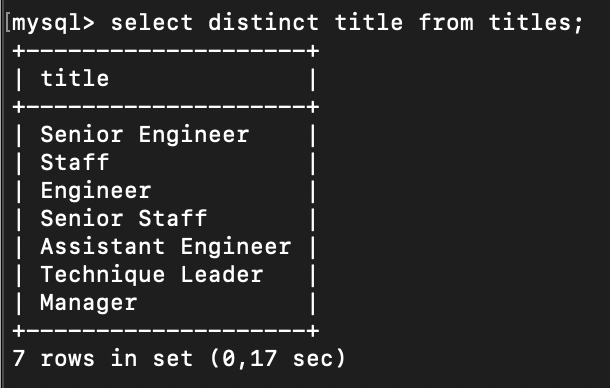 [mysql> select distinct title from titles;
+--------------------+
| title              |
+--------------------+
| Senior Engineer    |
| Staff              |
| Engineer           |
| Senior Staff       |
| Assistant Engineer |
| Technique Leader   |
| Manager            |
+--------------------+
7 rows in set (0,17 sec)